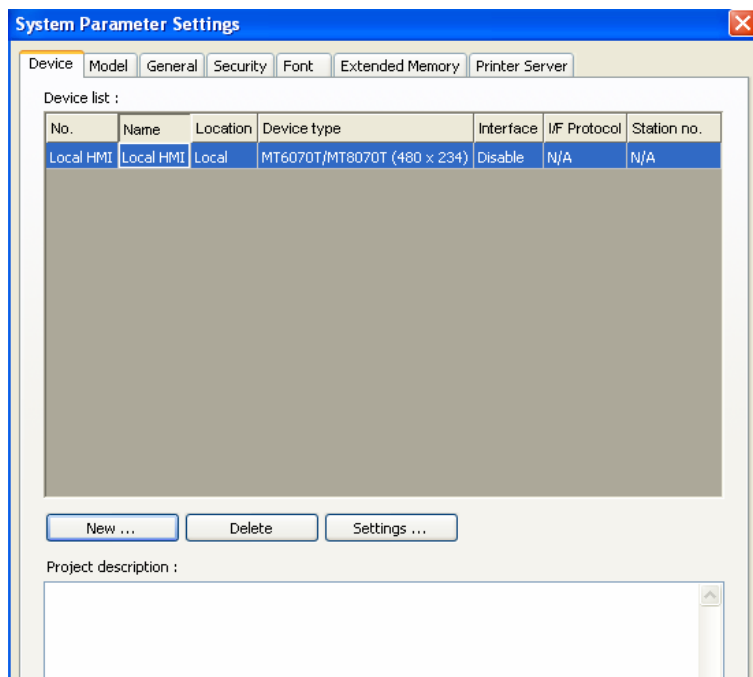 System Parameter Settings
Device Model General Security Font Extended Memory Printer Server
Device list :
No. Name Location Device type Interface I/F Protocol Station no.
Local HMI Local HMI Local MT6070T/MT8070T (480 x 234) Disable N/A N/A
New ... Delete Settings ...
Project description :